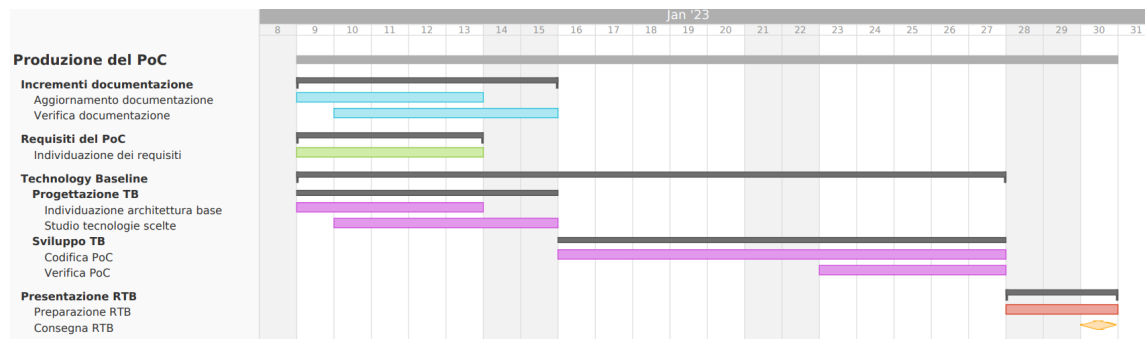 Jan '23
8 9 10 11 12 13 14 15 16 17 18 19 20 21 22 23 24 25 26 27 28 29 30 31
Produzione del PoC
Incrementi documentazione
Aggiornamento documentazione
Verifica documentazione
Requisiti del PoC
Individuazione dei requisiti
Technology Baseline
Progettazione TB
Individuazione architettura base
Studio tecnologie scelte
Sviluppo TB
Codifica PoC
Verifica PoC
Presentazione RTB
Preparazione RTB
Consegna RTB